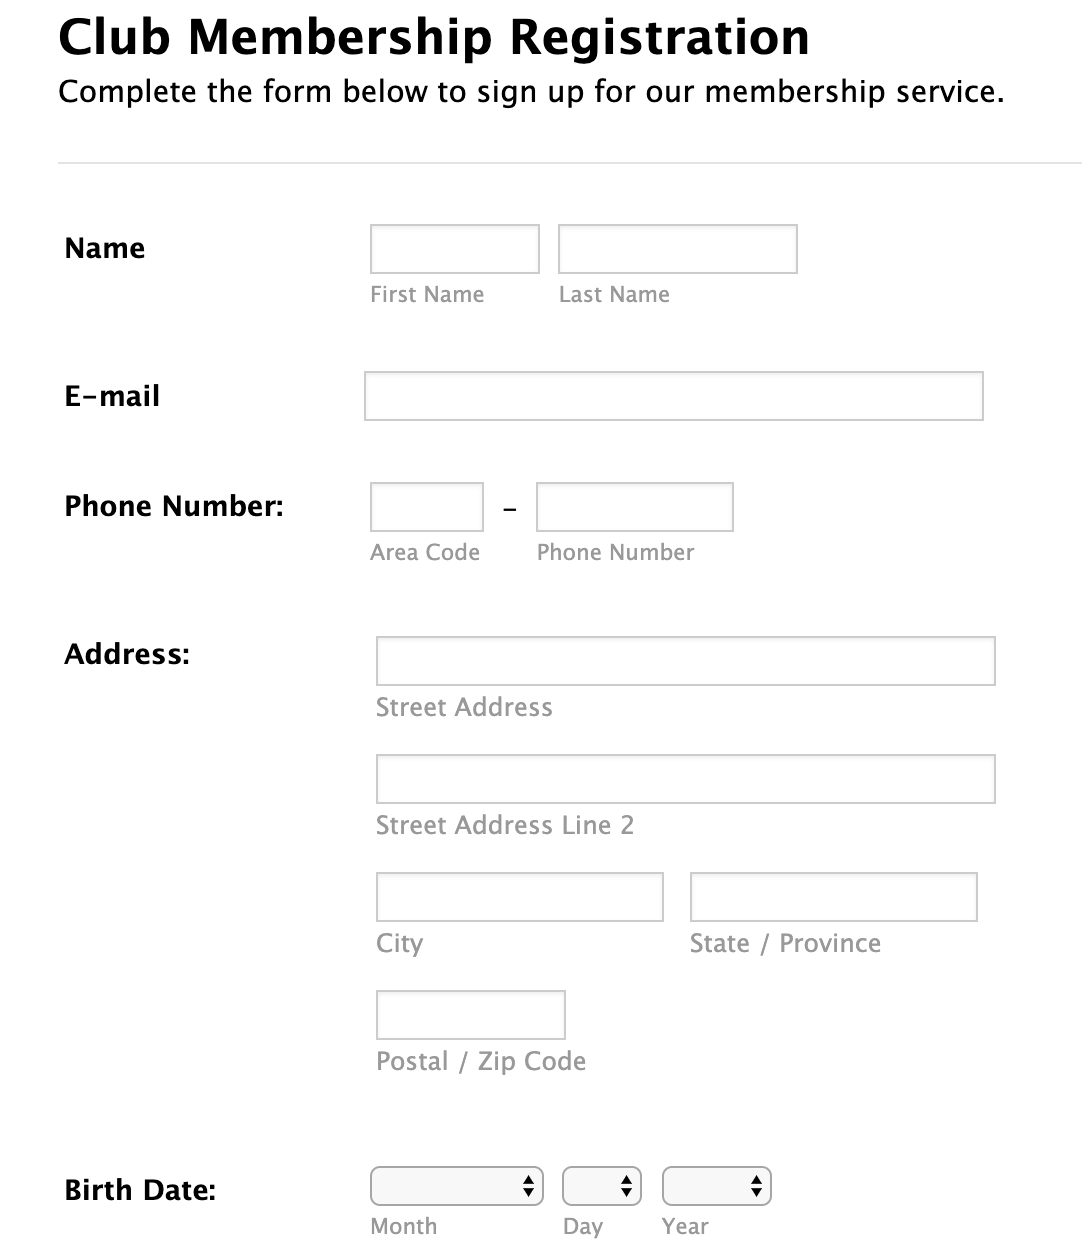 Club Membership Registration
Complete the form below to sign up for our membership service.
Name
First Name Last Name
E-mail
Phone Number: -
Area Code Phone Number
Address:
Street Address
Street Address Line 2
City State / Province
Postal / Zip Code
Birth Date:
Month Day Year